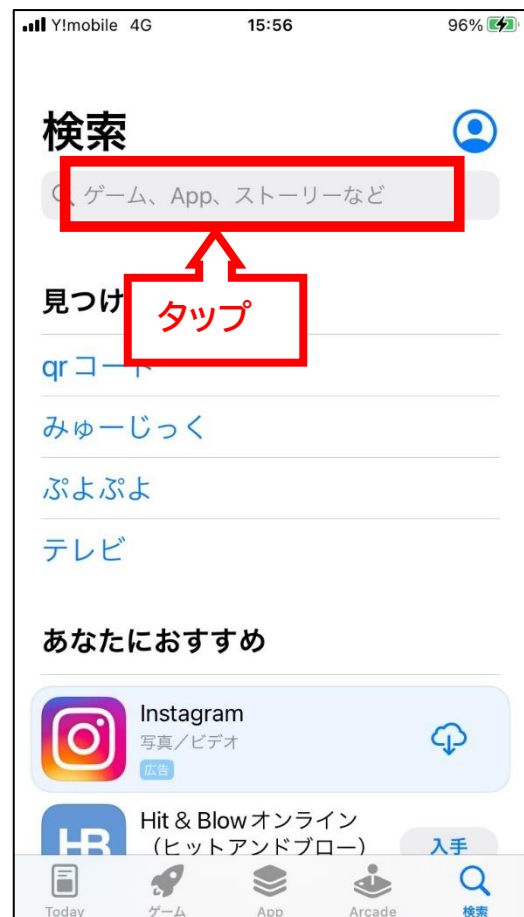 Y!mobile 4G 15:56 96%
検索
ゲーム、App、ストーリーなど
タップ
見つけ
qrコード
みゅーじっく
ぷよぷよ
テレビ
あなたにおすすめ
Instagram
写真／ビデオ
広告
Hit & Blowオンライン
（ヒットアンドブロー）
入手
HB
Today ゲーム App Arcade 検索